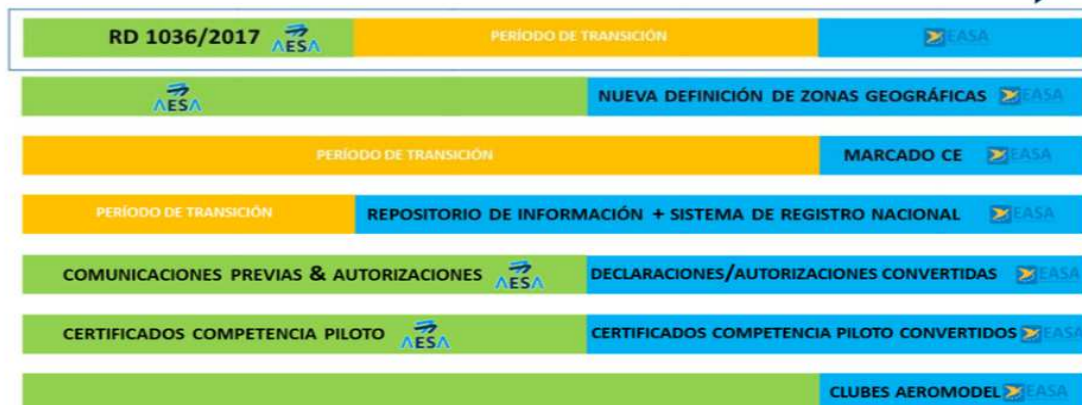 RD 1036/2017 AESA PERÍODO DE TRANSICIÓN EASA
AESA NUEVA DEFINICIÓN DE ZONAS GEOGRÁFICAS EASA
PERÍODO DE TRANSICIÓN MARCADO CE EASA
PERÍODO DE TRANSICIÓN REPOSITORIO DE INFORMACIÓN + SISTEMA DE REGISTRO NACIONAL EASA
COMUNICACIONES PREVIAS & AUTORIZACIONES AESA DECLARACIONES/AUTORIZACIONES CONVERTIDAS EASA
CERTIFICADOS COMPETENCIA PILOTO AESA CERTIFICADOS COMPETENCIA PILOTO CONVERTIDOS EASA
CLUBES AEROMODEL EASA